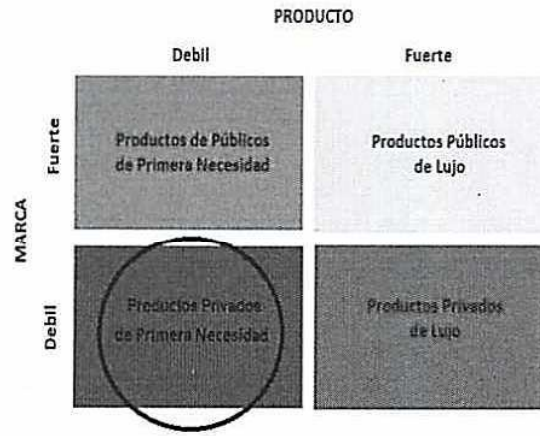 PRODUCTO
Debil
Fuerte
MARCA
Fuerte
Productos de Públicos
de Primera Necesidad
Productos Públicos
de Lujo
Debil
Productos Privados
de Primera Necesidad
Productos Privados
de Lujo